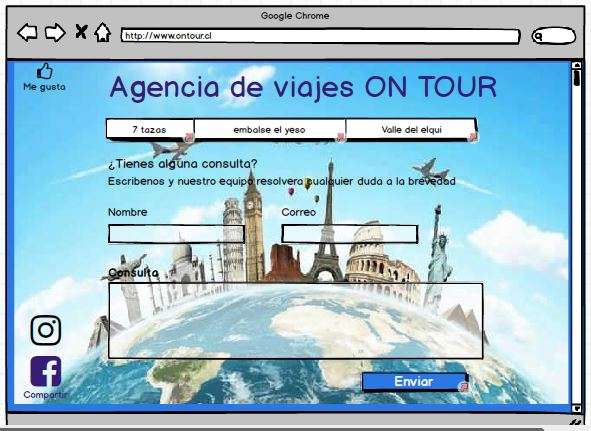 Google Chrome
http://www.ontour.cl
Me gusta
Agencia de viajes ON TOUR
7 tazas embalse el yeso Valle del elqui
¿Tienes alguna consulta?
Escribenos y nuestro equipo resolvera cualquier duda a la brevedad
Nombre Correo
Consulta
Enviar
Compartir